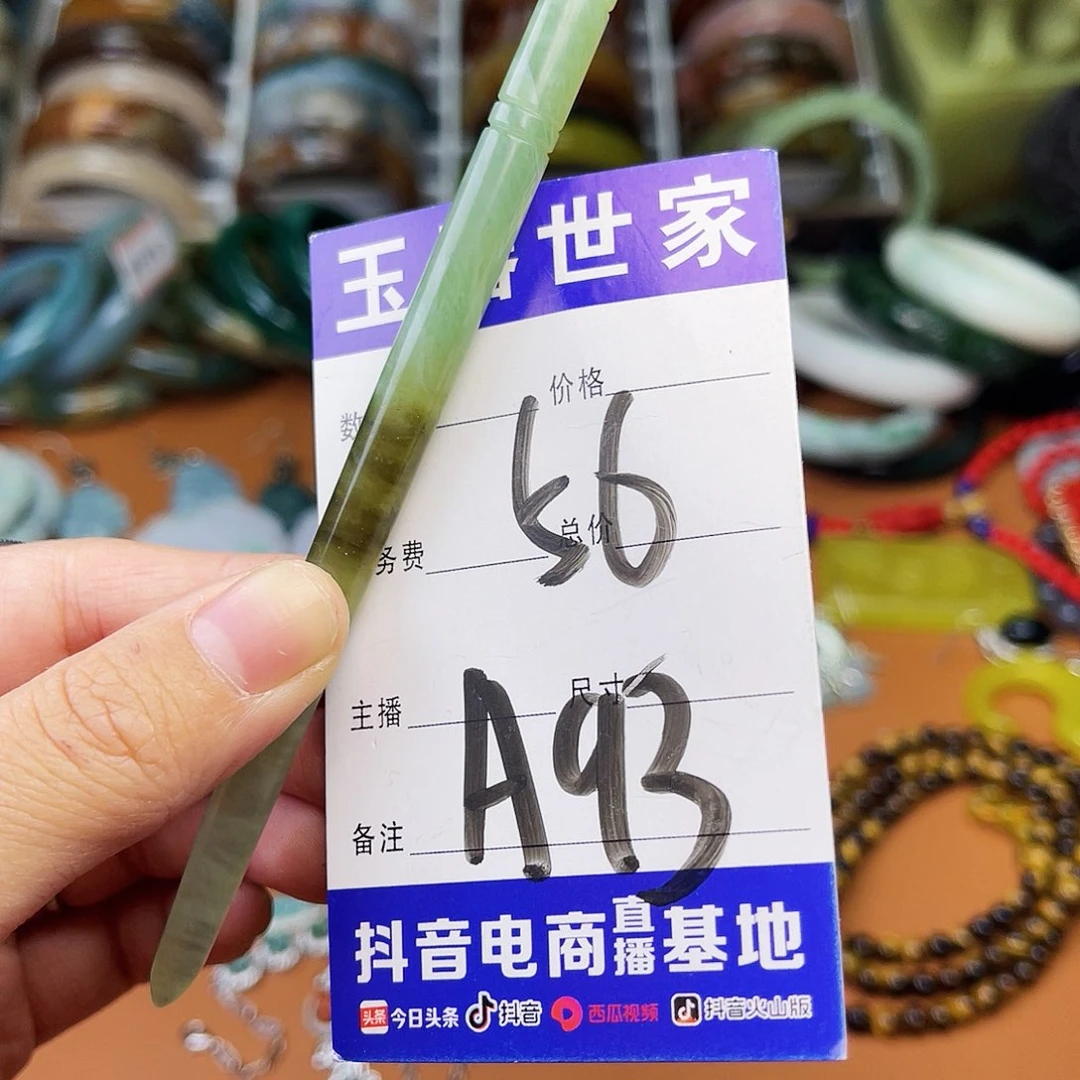 玉 世家
价格
数
56
总价
务费
主播
尺寸
A93
备注
抖音电商直播基地
头条 今日头条 抖音 西瓜视频 抖音火山版